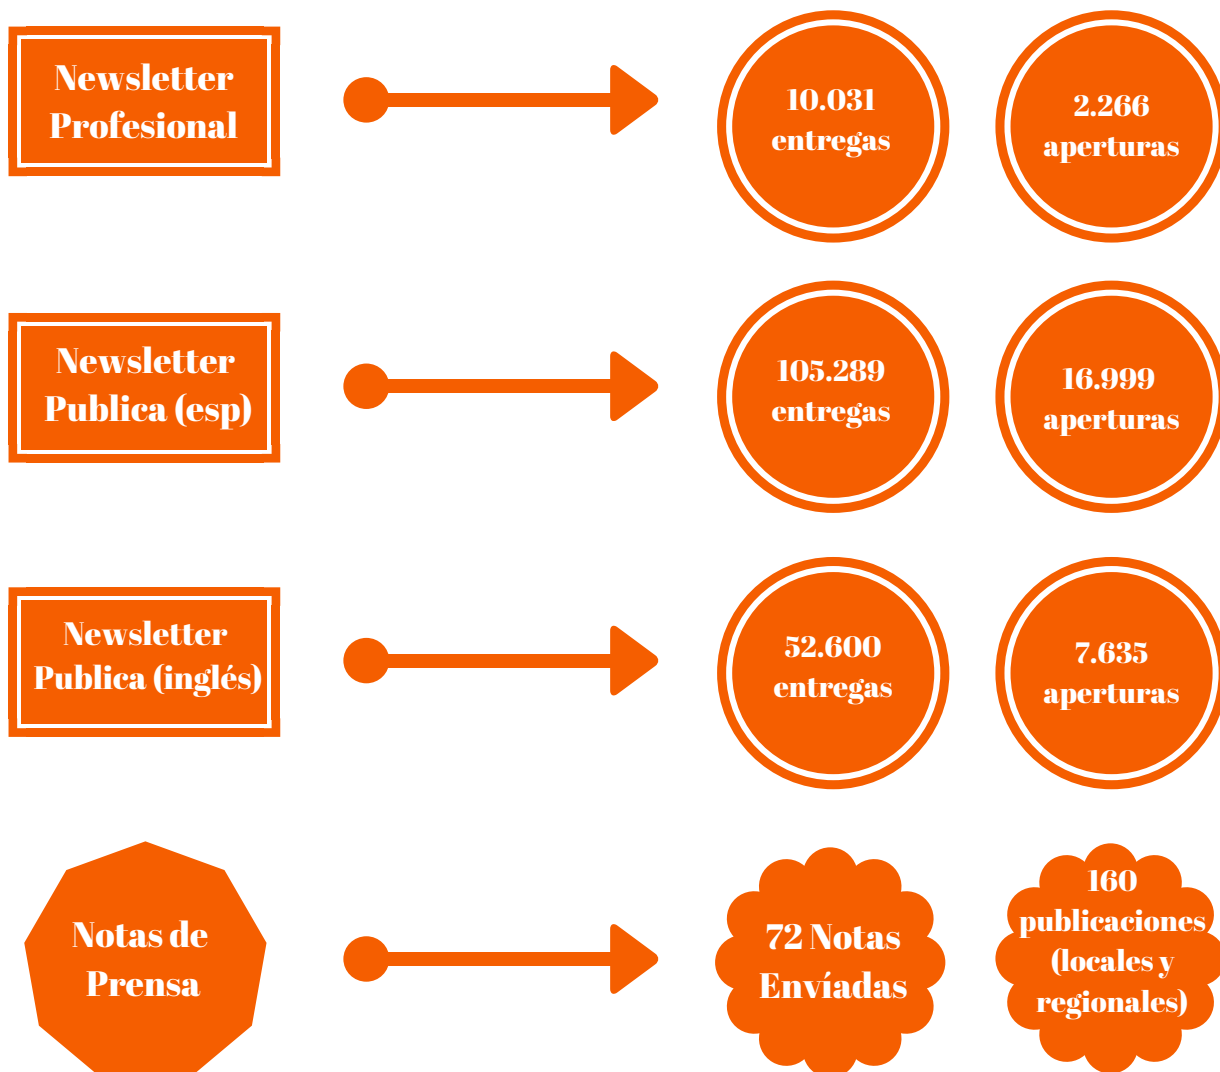 Newsletter
Profesional
10.031
entregas
2.266
aperturas
Newsletter
Publica (esp)
105.289
entregas
16.999
aperturas
Newsletter
Publica (inglés)
52.600
entregas
7.635
aperturas
Notas de
Prensa
72 Notas
Envíadas
160
publicaciones
(locales y
regionales)